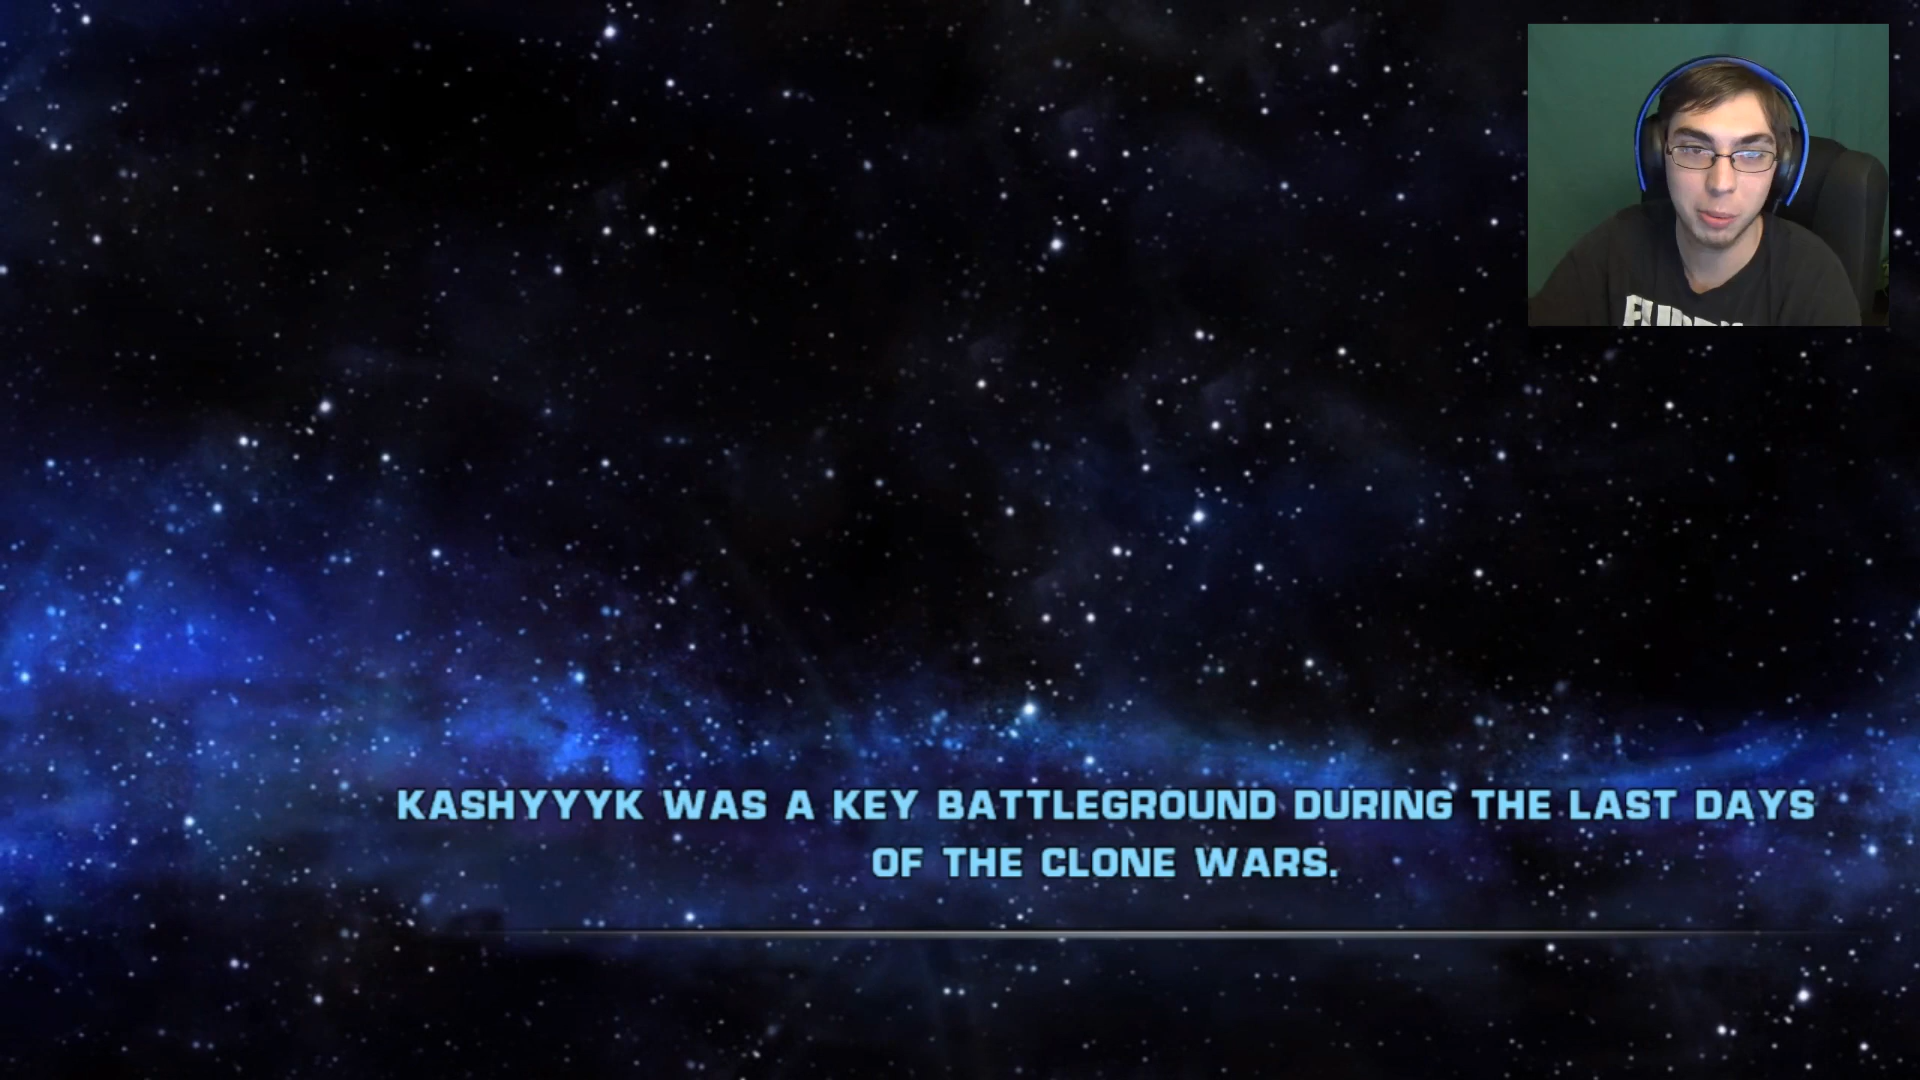 KASHYYYK WAS A KEY BATTLEGROUND DURING THE LAST DAYS
OF THE CLONE WARS.